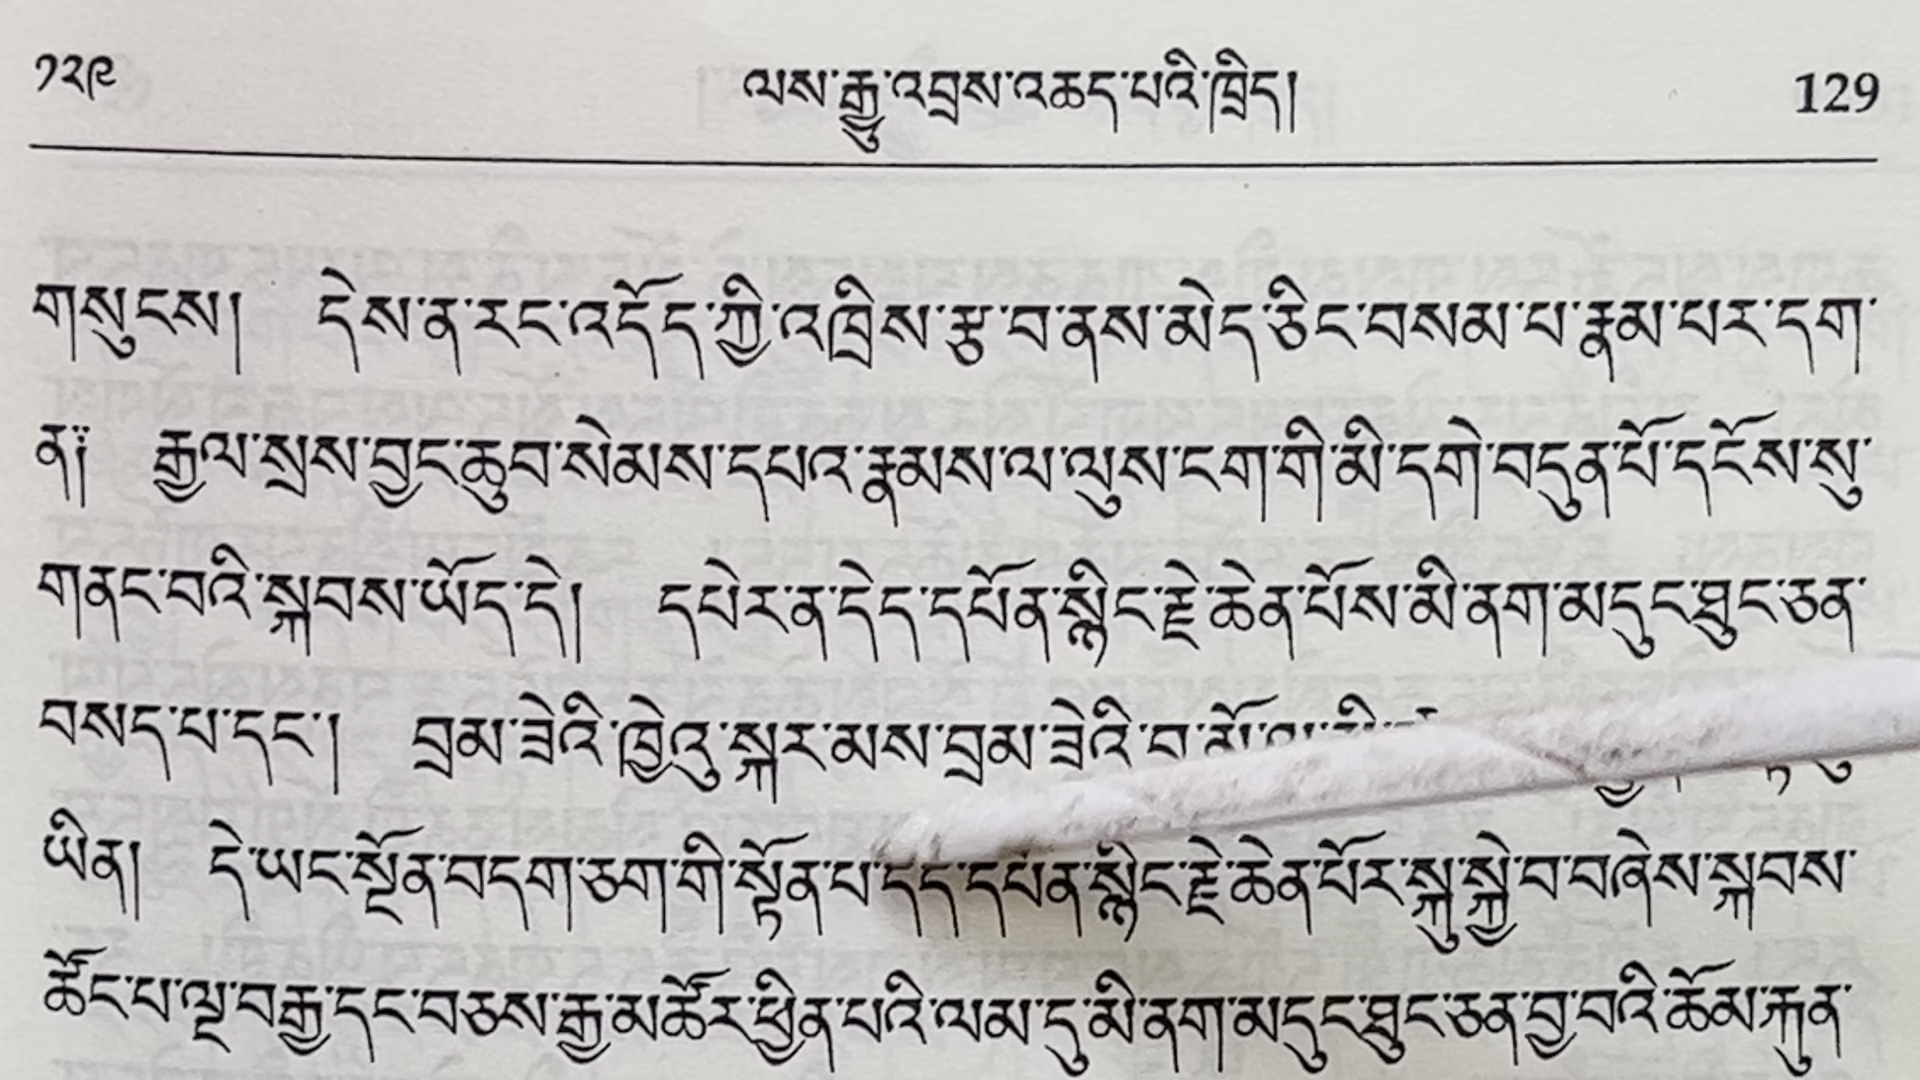 ༡༢༩ ལས་རྒྱུ་འབྲས་འཆད་པའི་ཁྲིད། 129
གསུངས། དེས་ན་རང་འདོད་ཀྱི་འཁྲིས་རྩ་བ་ནས་མེད་ཅིང་བསམ་པ་རྣམ་པར་དག་
ན༑ རྒྱལ་སྲས་བྱང་ཆུབ་སེམས་དཔའ་རྣམས་ལ་ལུས་ངག་གི་མི་དགེ་བདུན་པོ་དངོས་སུ་
གནང་བའི་སྐབས་ཡོད་དེ། དཔེར་ན་དེད་དཔོན་སྙིང་རྗེ་ཆེན་པོས་མི་ནག་མདུང་ཐུང་ཅན་
བསད་པ་དང་། བྲམ་ཟེའི་ཁྱེའུ་སྐར་མས་བྲམ་ཟེའི་བུ་མོ་ལ་
ཡིན། དེ་ཡང་སྔོན་བདག་ཅག་གི་སྟོན་པ་དེད་དཔོན་སྙིང་རྗེ་ཆེན་པོར་སྐུ་སྐྱེ་བ་བཞེས་སྐབས་
ཚོང་པ་ལྔ་བརྒྱ་དང་བཅས་རྒྱ་མཚོར་ཕྱིན་པའི་ལམ་དུ་མི་ནག་མདུང་ཐུང་ཅན་བྱ་བའི་ཆོམ་རྐུན་